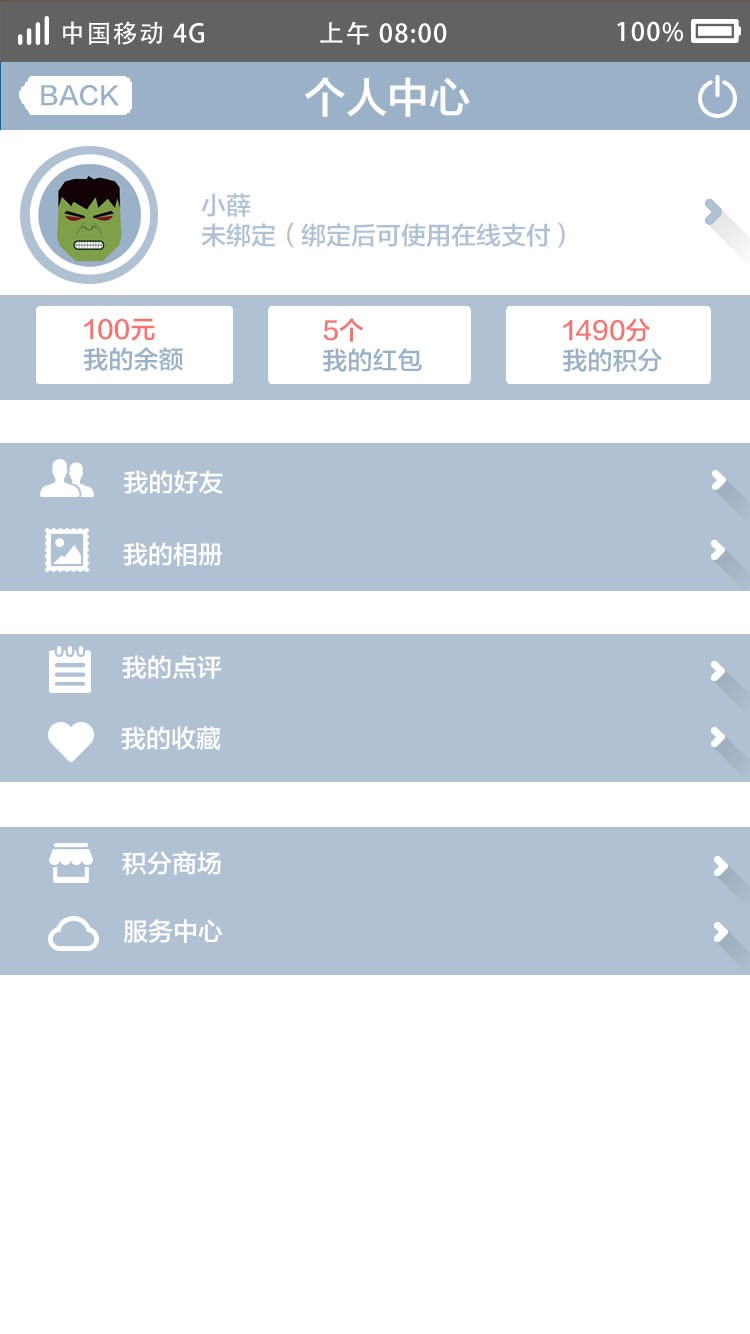 中国移动 4G 上午 08:00 100%
BACK 个人中心
小薛
未绑定（绑定后可使用在线支付）
100元 5个 1490分
我的余额 我的红包 我的积分
我的好友
我的相册
我的点评
我的收藏
积分商场
服务中心